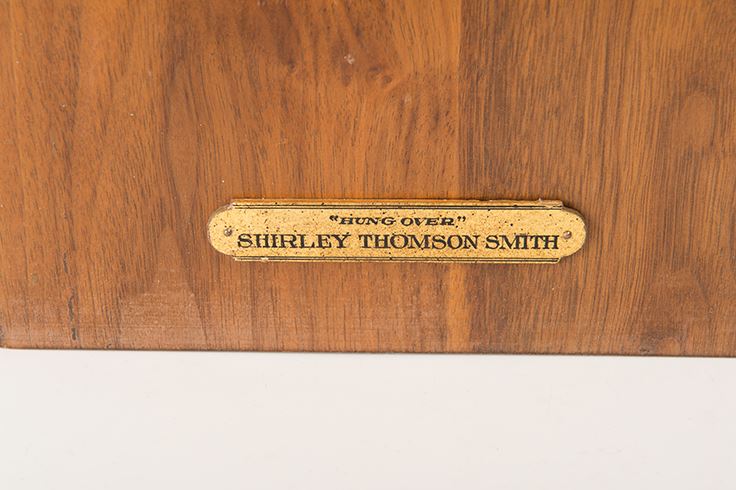 "HUNG OVER"
SHIRLEY THOMSON SMITH